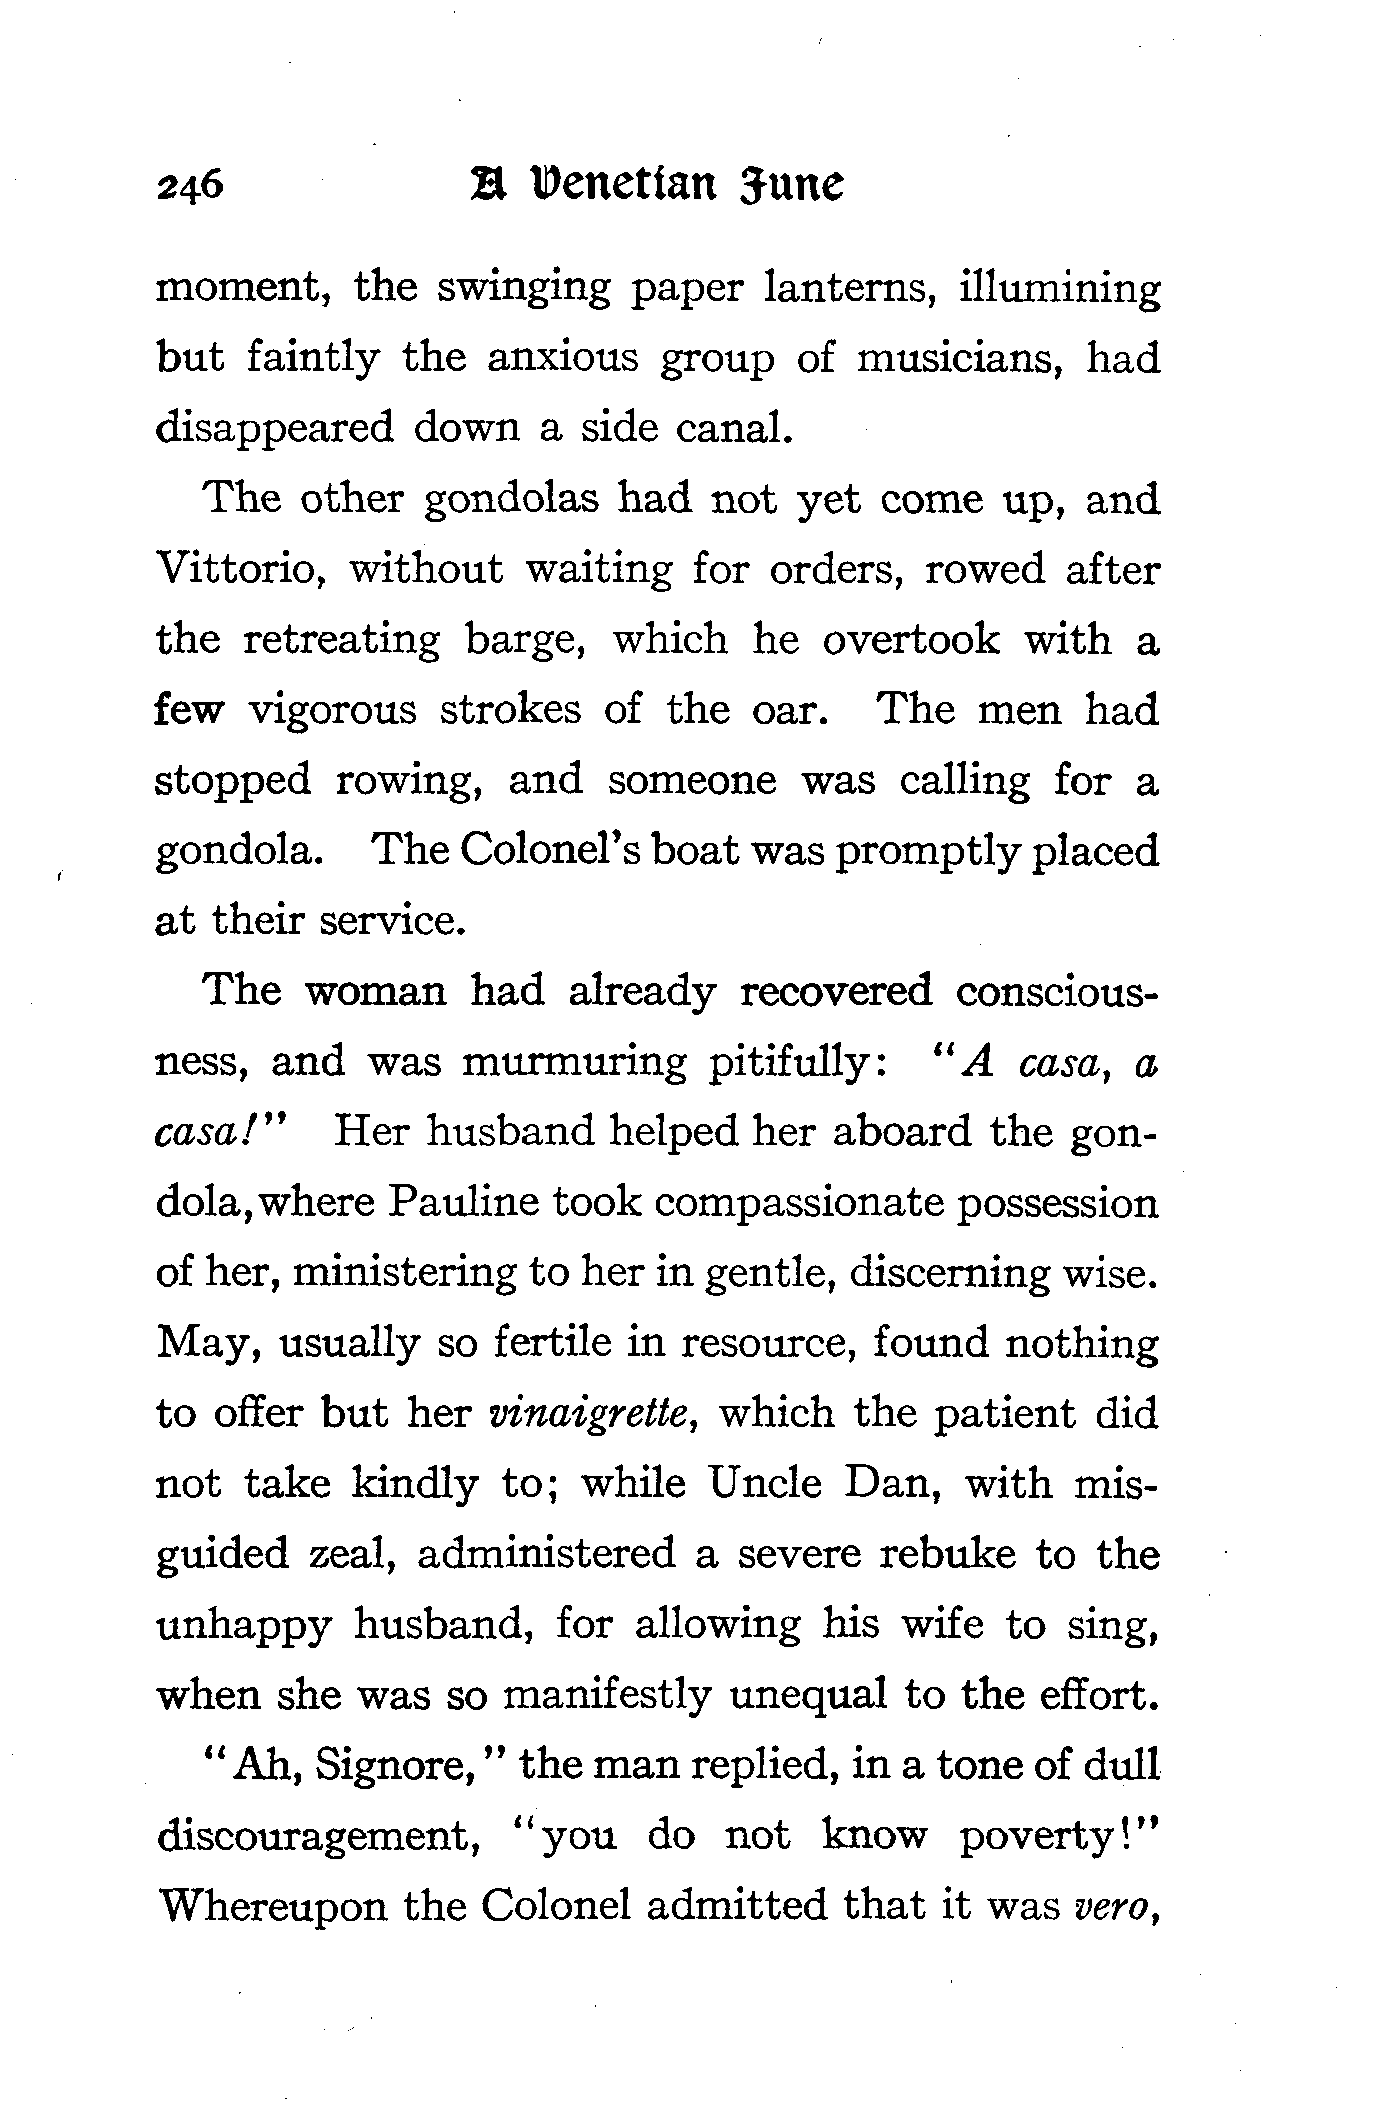 246 A Venetian June
moment, the swinging paper lanterns, illumining
but faintly the anxious group of musicians, had
disappeared down a side canal.
The other gondolas had not yet come up, and
Vittorio, without waiting for orders, rowed after
the retreating barge, which he overtook with a
few vigorous strokes of the oar. The men had
stopped rowing, and someone was calling for a
gondola. The Colonel's boat was promptly placed
at their service.
The woman had already recovered conscious-
ness, and was murmuring pitifully: "A casa, a
casa!" Her husband helped her aboard the gon-
dola, where Pauline took compassionate possession
of her, ministering to her in gentle, discerning wise.
May, usually so fertile in resource, found nothing
to offer but her vinaigrette, which the patient did
not take kindly to; while Uncle Dan, with mis-
guided zeal, administered a severe rebuke to the
unhappy husband, for allowing his wife to sing,
when she was so manifestly unequal to the effort.
"Ah, Signore," the man replied, in a tone of dull
discouragement, "you do not know poverty!"
Whereupon the Colonel admitted that it was vero,